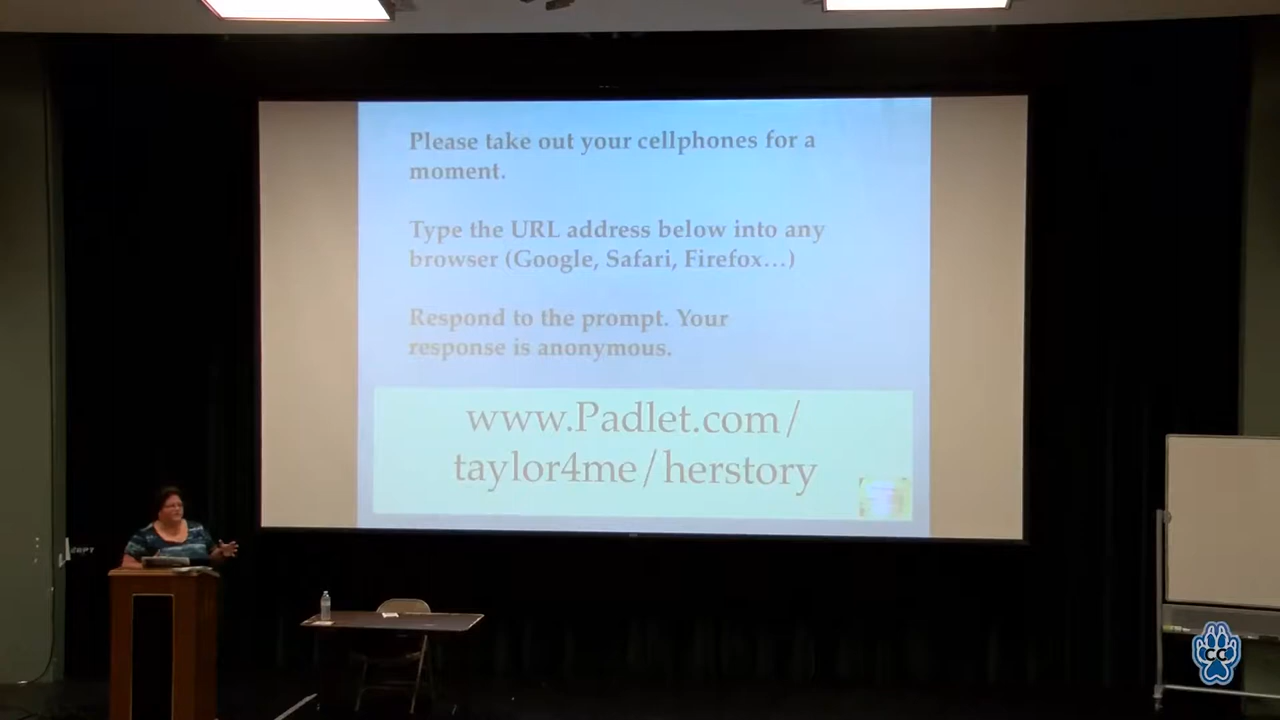 Please take out your cellphones for a
moment.
Type the URL address below into any
browser (Google, Safari, Firefox...)
Respond to the prompt. Your
response is anonymous.
www.Padlet.com/
taylor4me/herstory
CC